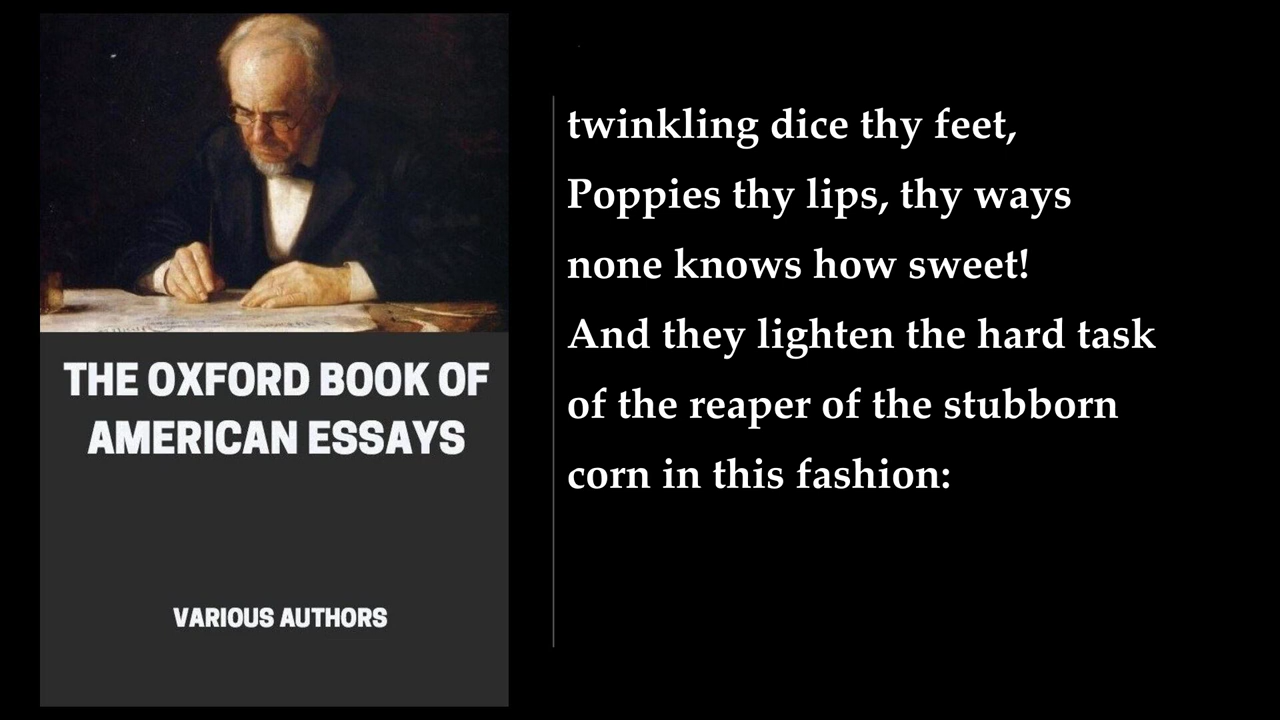 THE OXFORD BOOK OF
AMERICAN ESSAYS
VARIOUS AUTHORS
twinkling dice thy feet,
Poppies thy lips, thy ways
none knows how sweet!
And they lighten the hard task
of the reaper of the stubborn
corn in this fashion: